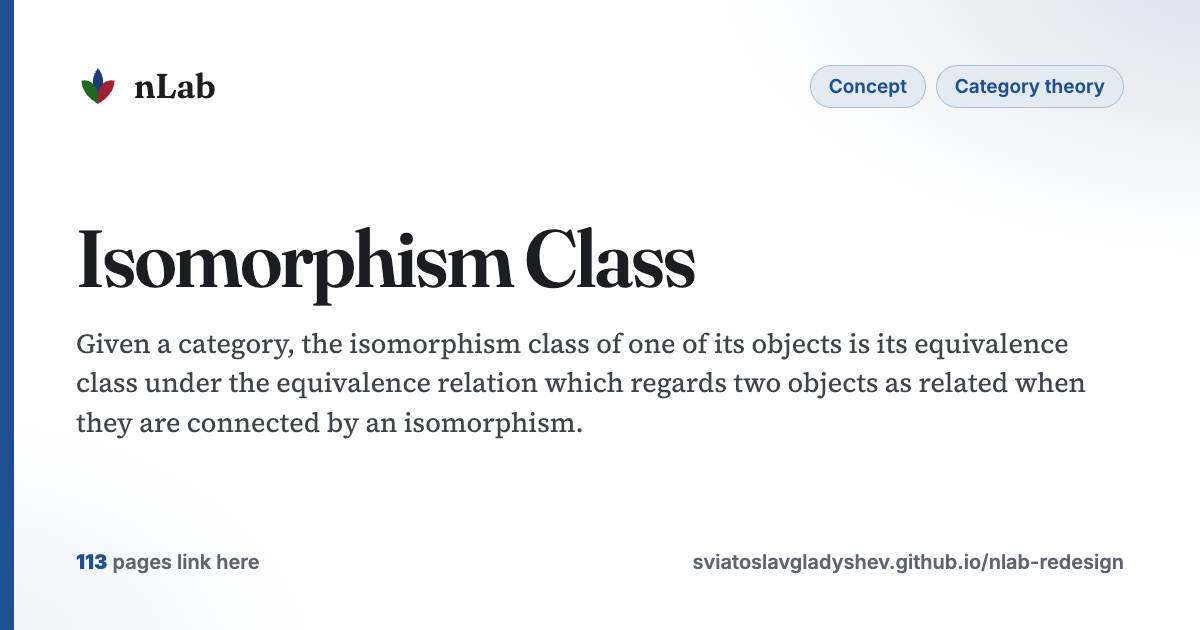 nLab
Concept
Category theory
Isomorphism Class
Given a category, the isomorphism class of one of its objects is its equivalence
class under the equivalence relation which regards two objects as related when
they are connected by an isomorphism.
113 pages link here
sviatoslavgladyshev.github.io/nlab-redesign